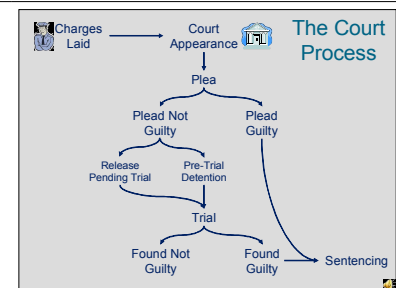 The Court
Process
Charges
Laid
Court
Appearance
Plea
Plead Not
Guilty
Plead
Guilty
Release
Pending Trial
Pre-Trial
Detention
Trial
Found Not
Guilty
Found
Guilty
Sentencing